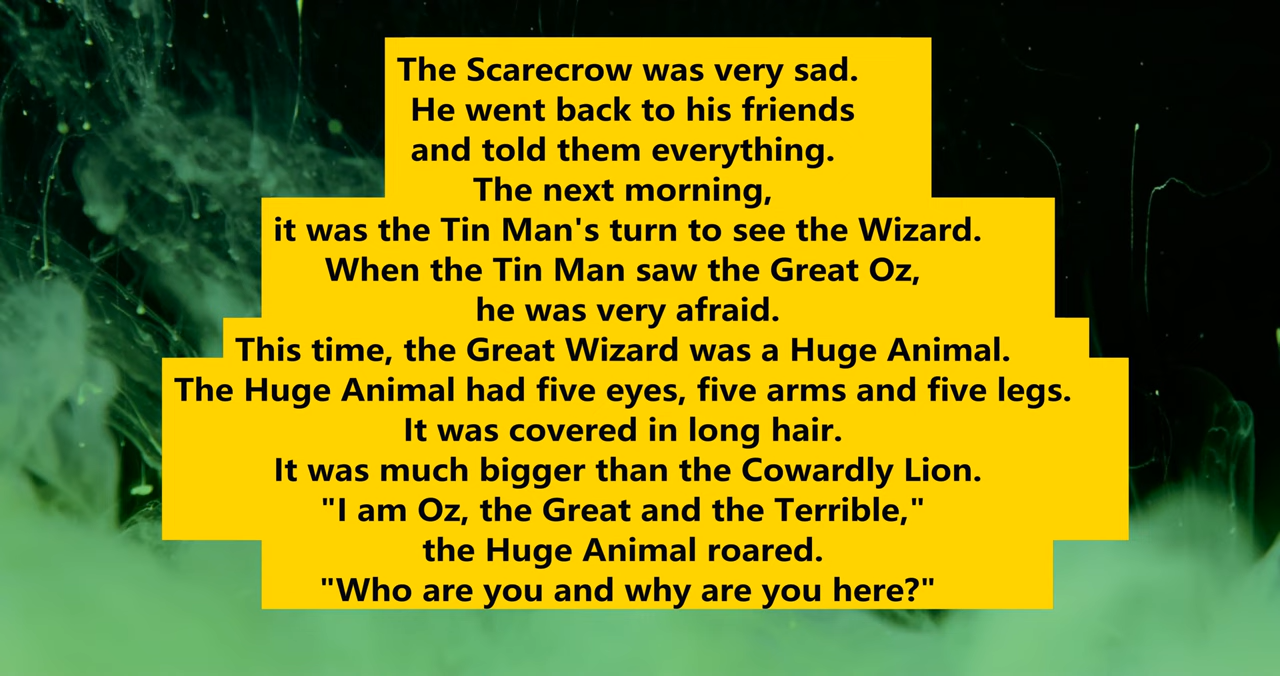 The Scarecrow was very sad.
He went back to his friends
and told them everything.
The next morning,
it was the Tin Man's turn to see the Wizard.
When the Tin Man saw the Great Oz,
he was very afraid.
This time, the Great Wizard was a Huge Animal.
The Huge Animal had five eyes, five arms and five legs.
It was covered in long hair.
It was much bigger than the Cowardly Lion.
"I am Oz, the Great and the Terrible,"
the Huge Animal roared.
"Who are you and why are you here?"